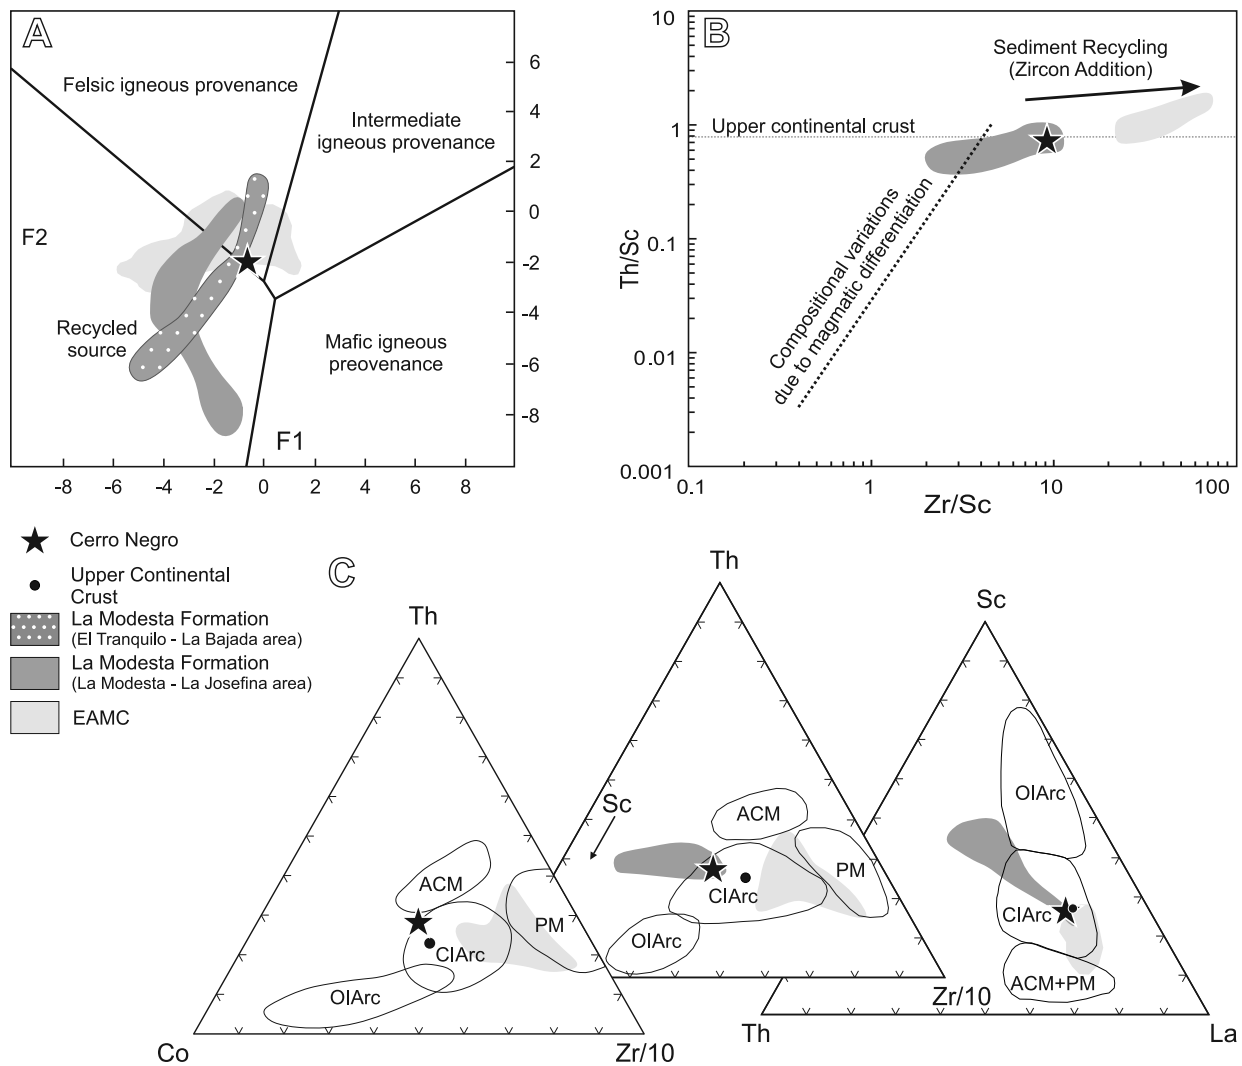 A
Felsic igneous provenance
Intermediate
igneous provenance
F2
Recycled
source
Mafic igneous
preovenance
F1
6
4
2
0
-2
-4
-6
-8
-8
-6
-4
-2
0
2
4
6
8
B
Sediment Recycling
(Zircon Addition)
Upper continental crust
Compositional variations
due to magmatic differentiation
Th/Sc
10
1
0.1
0.01
0.001
0.1
1
10
100
Zr/Sc
Cerro Negro
Upper Continental
Crust
La Modesta Formation
(El Tranquilo - La Bajada area)
La Modesta Formation
(La Modesta - La Josefina area)
EAMC
C
Th
ACM
PM
CIArc
OIArc
Co
Zr/10
Th
Sc
ACM
PM
CIArc
OIArc
Zr/10
Sc
OIArc
CIArc
ACM+PM
Th
La